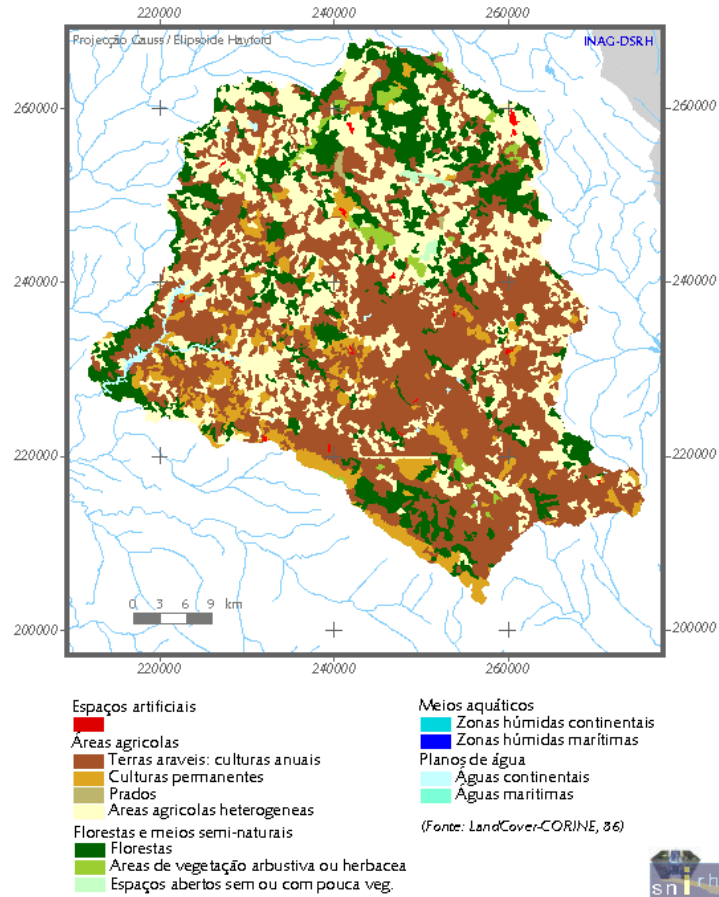 220000 240000 260000
Projecção Gauss / Elipsoide Hayford INAG-DSRH
260000 260000
240000 240000
220000 220000
0 3 6 9 km
200000 200000
220000 240000 260000
Espaços artificiais
Áreas agricolas
Terras araveis: culturas anuais
Culturas permanentes
Prados
Areas agricolas heterogeneas
Florestas e meios semi-naturais
Florestas
Areas de vegetação arbustiva ou herbacea
Espaços abertos sem ou com pouca veg.
Meios aquáticos
Zonas húmidas continentais
Zonas húmidas marítimas
Planos de água
Águas continentais
Águas maritimas
(Fonte: LandCover-CORINE, 86)
snirh